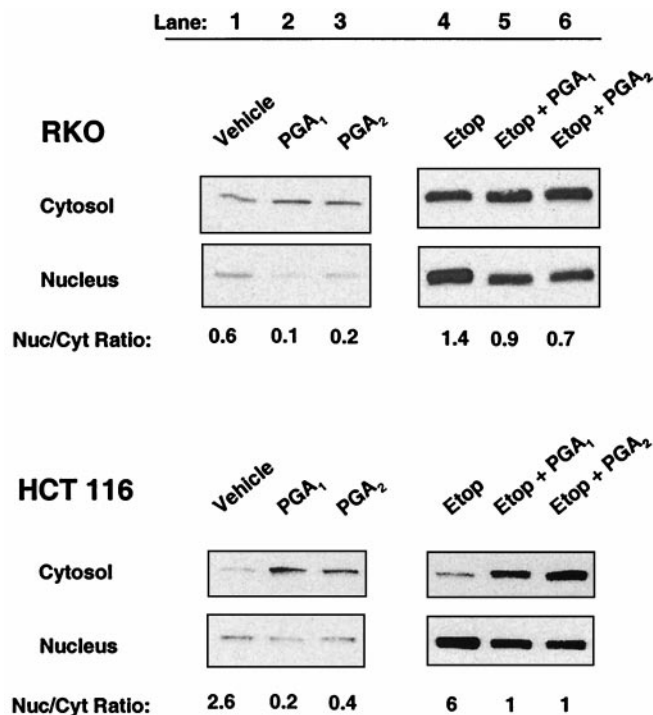 Lane: 1 2 3 4 5 6
RKO
Vehicle PGA₁ PGA₂ Etop Etop + PGA₁ Etop + PGA₂
Cytosol
Nucleus
Nuc/Cyt Ratio: 0.6 0.1 0.2 1.4 0.9 0.7
HCT 116
Vehicle PGA₁ PGA₂ Etop Etop + PGA₁ Etop + PGA₂
Cytosol
Nucleus
Nuc/Cyt Ratio: 2.6 0.2 0.4 6 1 1